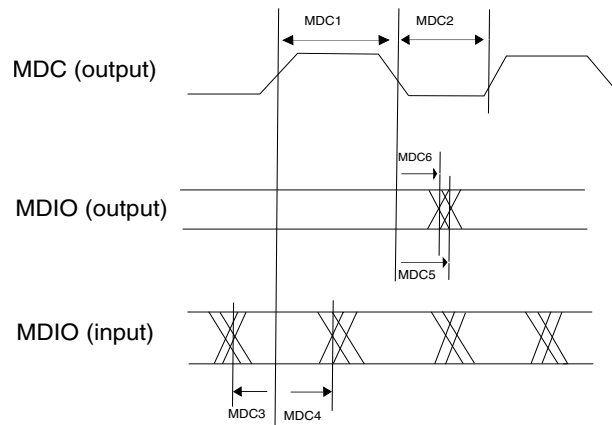 MDC1
MDC2
MDC (output)
MDC6
MDIO (output)
MDC5
MDIO (input)
MDC3
MDC4